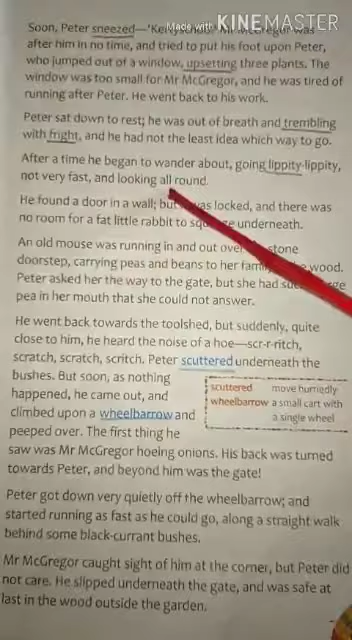 Made with KINEMASTER
Soon, Peter sneezed—'Kerty McGregor was
after him in no time, and tried to put his foot upon Peter,
who jumped out of a window, upsetting three plants. The
window was too small for Mr McGregor, and he was tired of
running after Peter. He went back to his work.
Peter sat down to rest; he was out of breath and trembling
with fright, and he had not the least idea which way to go.
After a time he began to wander about, going lippity-lippity,
not very fast, and looking all round.
He found a door in a wall; but was locked, and there was
no room for a fat little rabbit to underneath.
An old mouse was running in and out over stone
doorstep, carrying peas and beans to her wood.
Peter asked her the way to the gate, but she had
pea in her mouth that she could not answer.
He went back towards the toolshed, but suddenly, quite
close to him, he heard the noise of a hoe—scr-r-ritch,
scratch, scratch, scritch. Peter scuttered underneath the
bushes. But soon, as nothing
happened, he came out, and
climbed upon a wheelbarrow and
peeped over. The first thing he
scuttered move hurriedly
wheelbarrow a small cart with
a single wheel
saw was Mr McGregor hoeing onions. His back was turned
towards Peter, and beyond him was the gate!
Peter got down very quietly off the wheelbarrow; and
started running as fast as he could go, along a straight walk
behind some black-currant bushes.
Mr McGregor caught sight of him at the corner, but Peter did
not care. He slipped underneath the gate, and was safe at
last in the wood outside the garden.